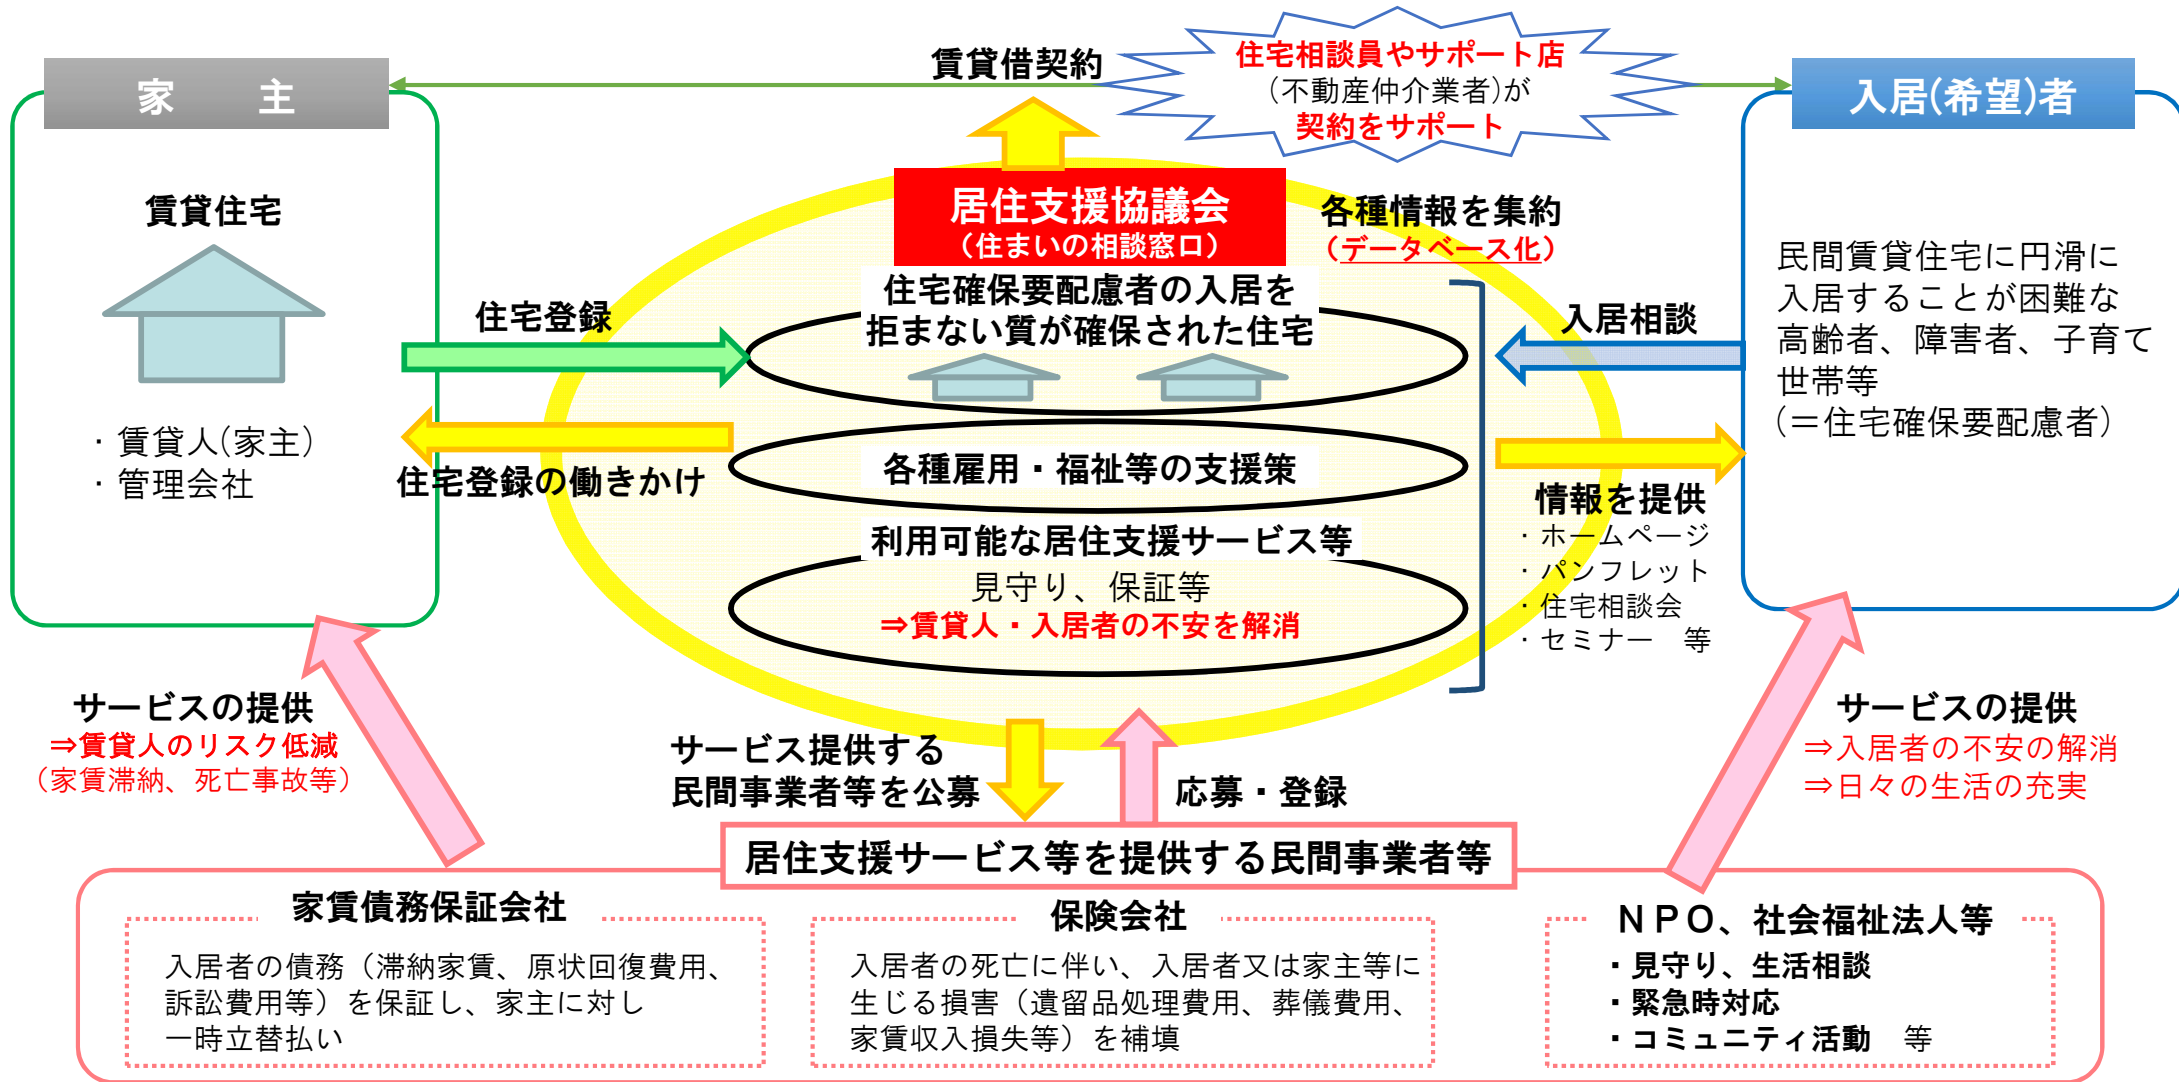 家　主
賃貸借契約
住宅相談員やサポート店
（不動産仲介業者)が
契約をサポート
入居(希望)者
賃貸住宅
・賃貸人(家主)
・管理会社
居住支援協議会
（住まいの相談窓口）
各種情報を集約
（データベース化）
住宅登録
住宅登録の働きかけ
住宅確保要配慮者の入居を
拒まない質が確保された住宅
各種雇用・福祉等の支援策
利用可能な居住支援サービス等
見守り、保証等
⇒賃貸人・入居者の不安を解消
入居相談
情報を提供
・ホームページ
・パンフレット
・住宅相談会
・セミナー　等
民間賃貸住宅に円滑に
入居することが困難な
高齢者、障害者、子育て
世帯等
(＝住宅確保要配慮者)
サービスの提供
⇒賃貸人のリスク低減
（家賃滞納、死亡事故等）
サービス提供する
民間事業者等を公募
応募・登録
サービスの提供
⇒入居者の不安の解消
⇒日々の生活の充実
居住支援サービス等を提供する民間事業者等
家賃債務保証会社
入居者の債務（滞納家賃、原状回復費用、
訴訟費用等）を保証し、家主に対し
一時立替払い
保険会社
入居者の死亡に伴い、入居者又は家主等に
生じる損害（遺留品処理費用、葬儀費用、
家賃収入損失等）を補填
ＮＰＯ、社会福祉法人等
・見守り、生活相談
・緊急時対応
・コミュニティ活動　等